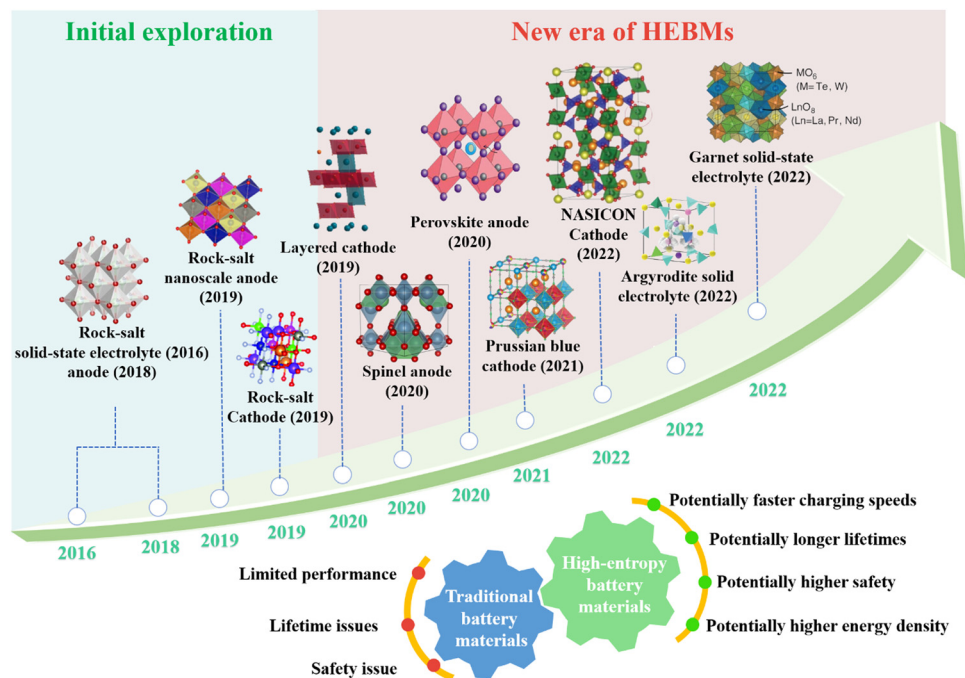 Initial exploration
New era of HEBMs
MO6
(M= Te, W)
LnO8
(Ln=La, Pr, Nd)
Garnet solid-state
electrolyte (2022)
NASICON
Cathode
(2022)
Argyrodite solid
electrolyte (2022)
Perovskite anode
(2020)
Layered cathode
(2019)
Rock-salt
nanoscale anode
(2019)
Rock-salt
solid-state electrolyte (2016)
anode (2018)
Rock-salt
Cathode (2019)
Spinel anode
(2020)
Prussian blue
cathode (2021)
2016
2018
2019
2019
2020
2020
2020
2021
2022
2022
2022
Limited performance
Lifetime issues
Safety issue
Traditional
battery
materials
High-entropy
battery
materials
Potentially faster charging speeds
Potentially longer lifetimes
Potentially higher safety
Potentially higher energy density